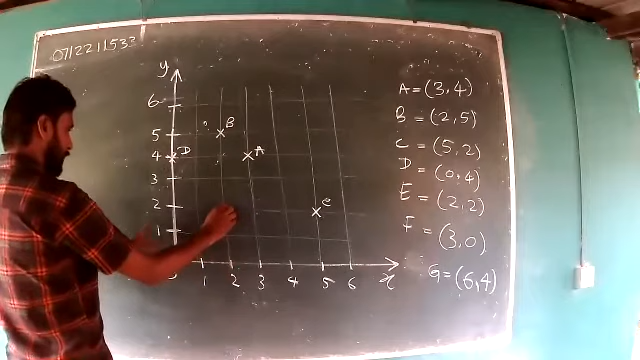 0712211533
y
6
5
4
3
2
1
B
D
A
C
1 2 3 4 5 6 x
A = (3,4)
B = (2,5)
C = (5,2)
D = (0,4)
E = (2,2)
F = (3,0)
G = (6,4)